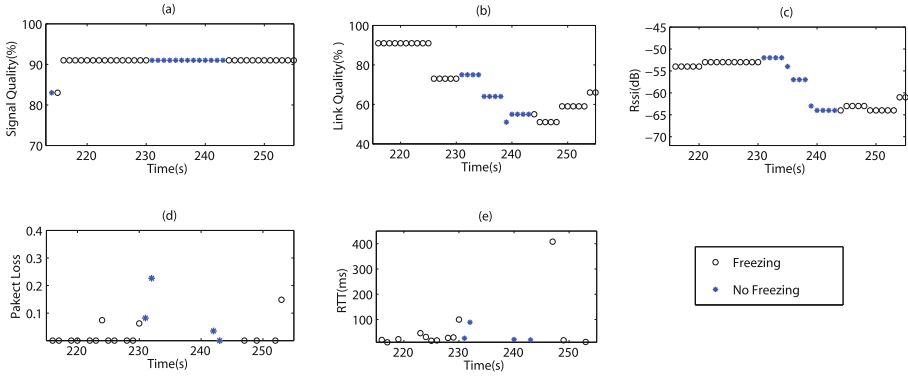 (a)
100
90
80
70
Signal Quality(%)
220
230
240
250
Time(s)
(b)
100
80
60
40
Link Quality(% )
220
230
240
250
Time(s)
(c)
−45
−50
−55
−60
−65
−70
Rssi(dB)
220
230
240
250
Time(s)
(d)
0.4
0.3
0.2
0.1
Pakect Loss
220
230
240
250
Time(s)
(e)
400
300
200
100
RTT(ms)
220
230
240
250
Time(s)
Freezing
No Freezing